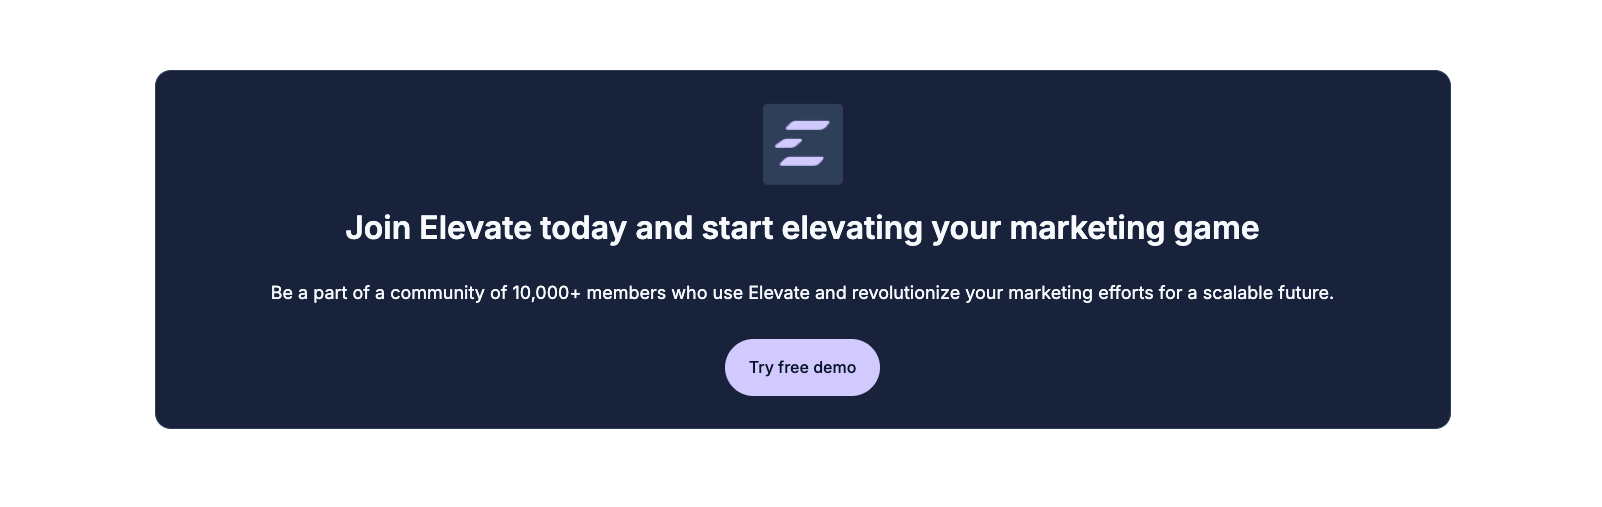 Join Elevate today and start elevating your marketing game
Be a part of a community of 10,000+ members who use Elevate and revolutionize your marketing efforts for a scalable future.
Try free demo